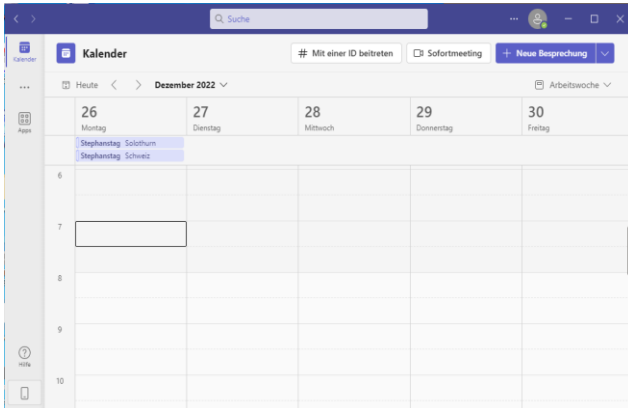 Suche
Kalender
Kalender
# Mit einer ID beitreten
Sofortmeeting
+ Neue Besprechung
Heute
Dezember 2022
Arbeitswoche
Apps
26
Montag
27
Dienstag
28
Mittwoch
29
Donnerstag
30
Freitag
Stephanstag Solothurn
Stephanstag Schweiz
6
7
8
9
10
Hilfe